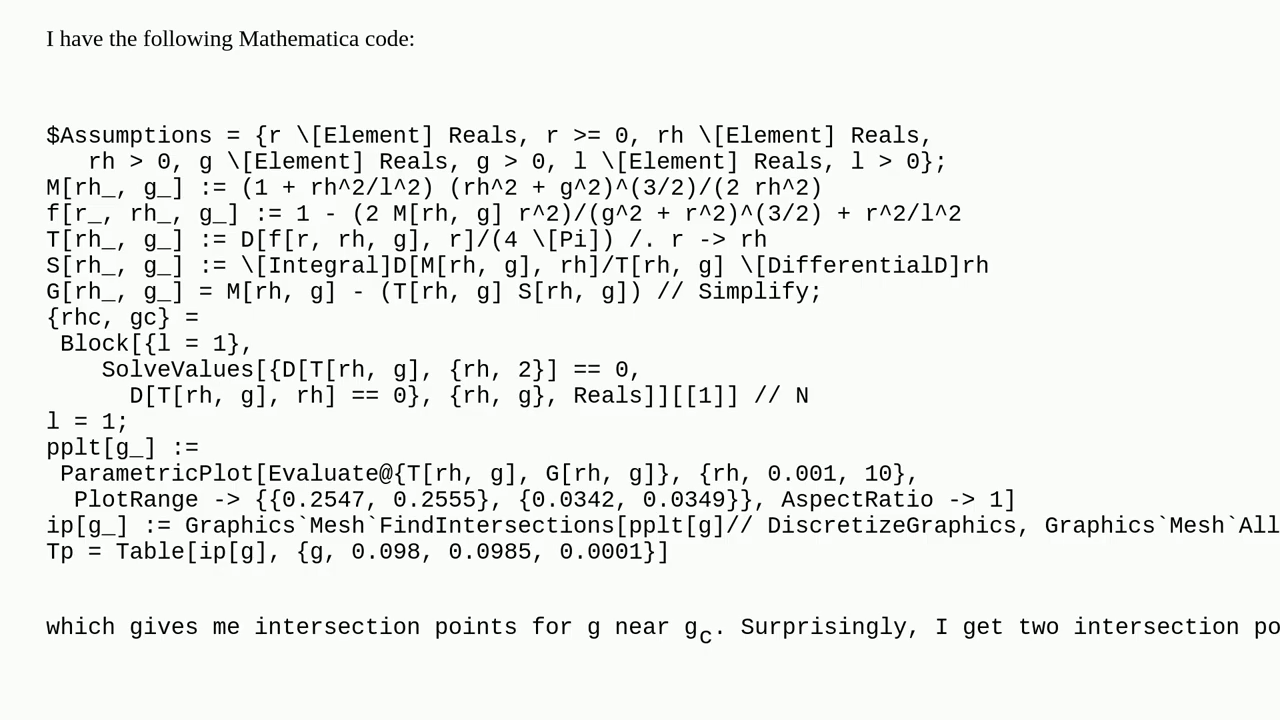 I have the following Mathematica code:
$Assumptions = {r \[Element] Reals, r >= 0, rh \[Element] Reals,
   rh > 0, g \[Element] Reals, g > 0, l \[Element] Reals, l > 0};
M[rh_, g_] := (1 + rh^2/l^2) (rh^2 + g^2)^(3/2)/(2 rh^2)
f[r_, rh_, g_] := 1 - (2 M[rh, g] r^2)/(g^2 + r^2)^(3/2) + r^2/l^2
T[rh_, g_] := D[f[r, rh, g], r]/(4 \[Pi]) /. r -> rh
S[rh_, g_] := \[Integral]D[M[rh, g], rh]/T[rh, g] \[DifferentialD]rh
G[rh_, g_] = M[rh, g] - (T[rh, g] S[rh, g]) // Simplify;
{rhc, gc} =
 Block[{l = 1},
    SolveValues[{D[T[rh, g], {rh, 2}] == 0,
      D[T[rh, g], rh] == 0}, {rh, g}, Reals]][[1]] // N
l = 1;
pplt[g_] :=
 ParametricPlot[Evaluate@{T[rh, g], G[rh, g]}, {rh, 0.001, 10},
  PlotRange -> {{0.2547, 0.2555}, {0.0342, 0.0349}}, AspectRatio -> 1]
ip[g_] := Graphics`Mesh`FindIntersections[pplt[g]// DiscretizeGraphics, Graphics`Mesh`All
Tp = Table[ip[g], {g, 0.098, 0.0985, 0.0001}]
which gives me intersection points for g near g_c. Surprisingly, I get two intersection po